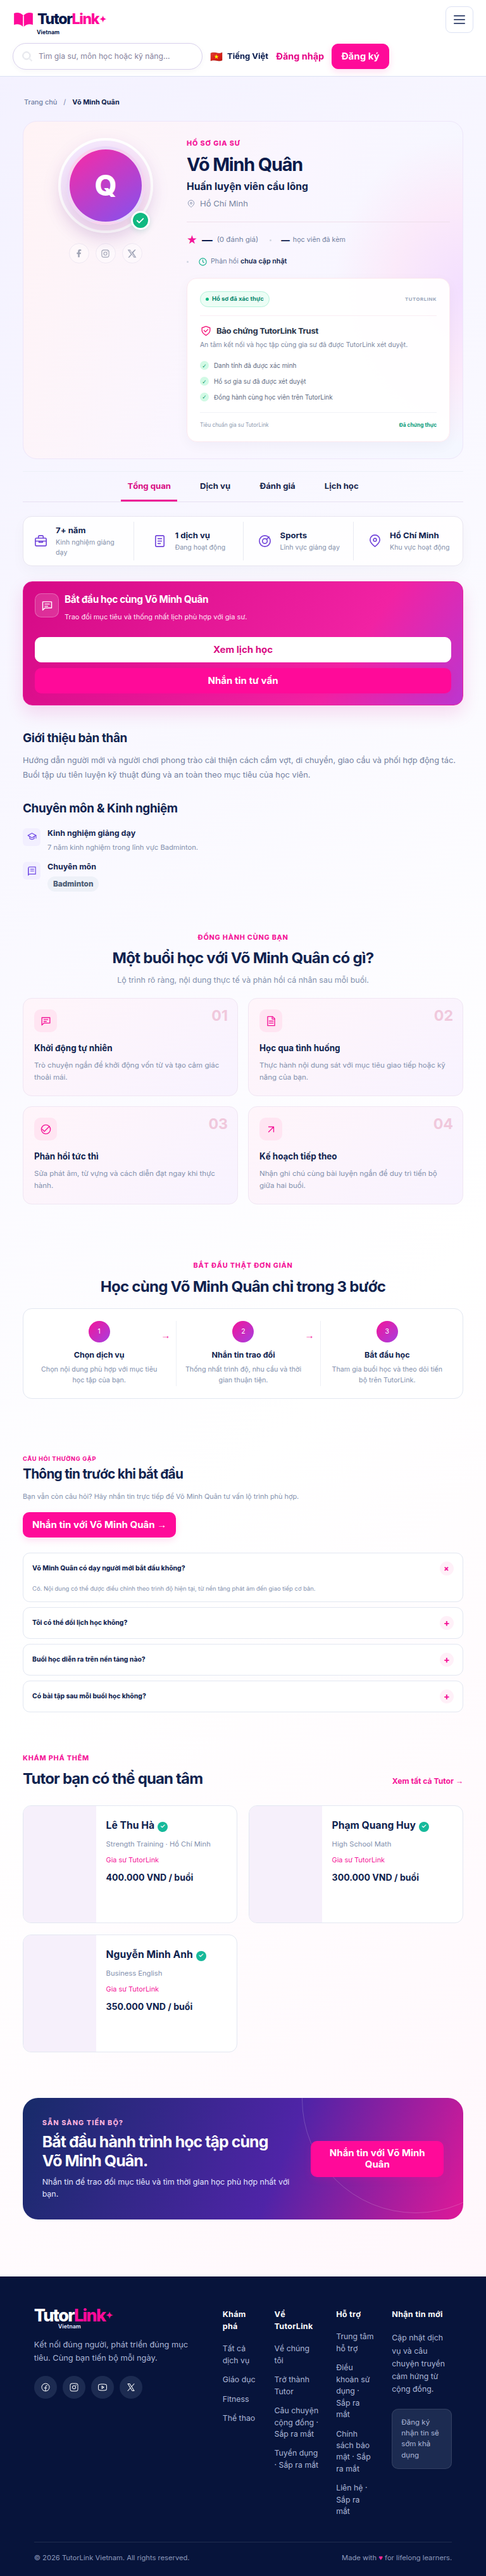 TutorLink
Vietnam
Tìm gia sư, môn học hoặc kỹ năng...
Tiếng Việt
Đăng nhập
Đăng ký
Trang chủ / Võ Minh Quân
Q
HỒ SƠ GIA SƯ
Võ Minh Quân
Huấn luyện viên cầu lông
Hồ Chí Minh
— (0 đánh giá) · — học viên đã kèm
· Phản hồi chưa cập nhật
Hồ sơ đã xác thực
TUTORLINK
Bảo chứng TutorLink Trust
An tâm kết nối và học tập cùng gia sư đã được TutorLink xét duyệt.
Danh tính đã được xác minh
Hồ sơ gia sư đã được xét duyệt
Đồng hành cùng học viên trên TutorLink
Tiêu chuẩn gia sư TutorLink
Đã chứng thực
Tổng quan
Dịch vụ
Đánh giá
Lịch học
7+ năm
Kinh nghiệm giảng dạy
1 dịch vụ
Đang hoạt động
Sports
Lĩnh vực giảng dạy
Hồ Chí Minh
Khu vực hoạt động
Bắt đầu học cùng Võ Minh Quân
Trao đổi mục tiêu và thống nhất lịch phù hợp với gia sư.
Xem lịch học
Nhắn tin tư vấn
Giới thiệu bản thân
Hướng dẫn người mới và người chơi phong trào cải thiện cách cầm vợt, di chuyển, giao cầu và phối hợp động tác.
Buổi tập ưu tiên luyện kỹ thuật đúng và an toàn theo mục tiêu của học viên.
Chuyên môn & Kinh nghiệm
Kinh nghiệm giảng dạy
7 năm kinh nghiệm trong lĩnh vực Badminton.
Chuyên môn
Badminton
ĐỒNG HÀNH CÙNG BẠN
Một buổi học với Võ Minh Quân có gì?
Lộ trình rõ ràng, nội dung thực tế và phản hồi cá nhân sau mỗi buổi.
01
Khởi động tự nhiên
Trò chuyện ngắn để khởi động vốn từ và tạo cảm giác
thoải mái.
02
Học qua tình huống
Thực hành nội dung sát với mục tiêu giao tiếp hoặc kỹ
năng của bạn.
03
Phản hồi tức thì
Sửa phát âm, từ vựng và cách diễn đạt ngay khi thực
hành.
04
Kế hoạch tiếp theo
Nhận ghi chú cùng bài luyện ngắn để duy trì tiến bộ
giữa hai buổi.
BẮT ĐẦU THẬT ĐƠN GIẢN
Học cùng Võ Minh Quân chỉ trong 3 bước
1
Chọn dịch vụ
Chọn nội dung phù hợp với mục tiêu
học tập của bạn.
→
2
Nhắn tin trao đổi
Thống nhất trình độ, nhu cầu và thời
gian thuận tiện.
→
3
Bắt đầu học
Tham gia buổi học và theo dõi tiến
bộ trên TutorLink.
CÂU HỎI THƯỜNG GẶP
Thông tin trước khi bắt đầu
Bạn vẫn còn câu hỏi? Hãy nhắn tin trực tiếp để Võ Minh Quân tư vấn lộ trình phù hợp.
Nhắn tin với Võ Minh Quân →
Võ Minh Quân có dạy người mới bắt đầu không?
Có. Nội dung có thể được điều chỉnh theo trình độ hiện tại, từ nền tảng phát âm đến giao tiếp cơ bản.
Tôi có thể đổi lịch học không?
+
Buổi học diễn ra trên nền tảng nào?
+
Có bài tập sau mỗi buổi học không?
+
KHÁM PHÁ THÊM
Tutor bạn có thể quan tâm
Xem tất cả Tutor →
Lê Thu Hà
Strength Training · Hồ Chí Minh
Gia sư TutorLink
400.000 VND / buổi
Phạm Quang Huy
High School Math
Gia sư TutorLink
300.000 VND / buổi
Nguyễn Minh Anh
Business English
Gia sư TutorLink
350.000 VND / buổi
SẴN SÀNG TIẾN BỘ?
Bắt đầu hành trình học tập cùng
Võ Minh Quân.
Nhắn tin để trao đổi mục tiêu và tìm thời gian học phù hợp nhất với
bạn.
Nhắn tin với Võ Minh
Quân
TutorLink
Vietnam
Kết nối đúng người, phát triển đúng mục
tiêu. Cùng bạn tiến bộ mỗi ngày.
Khám
phá
Tất cả
dịch vụ
Giáo dục
Fitness
Thể thao
Về
TutorLink
Về chúng
tôi
Trở thành
Tutor
Câu chuyện
cộng đồng ·
Sắp ra mắt
Tuyển dụng
· Sắp ra mắt
Hỗ trợ
Trung tâm
hỗ trợ
Điều
khoản sử
dụng ·
Sắp ra
mắt
Chính
sách bảo
mật · Sắp
ra mắt
Liên hệ ·
Sắp ra
mắt
Nhận tin mới
Cập nhật dịch
vụ và câu
chuyện truyền
cảm hứng từ
cộng đồng.
Đăng ký
nhận tin sẽ
sớm khả
dụng
© 2026 TutorLink Vietnam. All rights reserved.
Made with ♥ for lifelong learners.